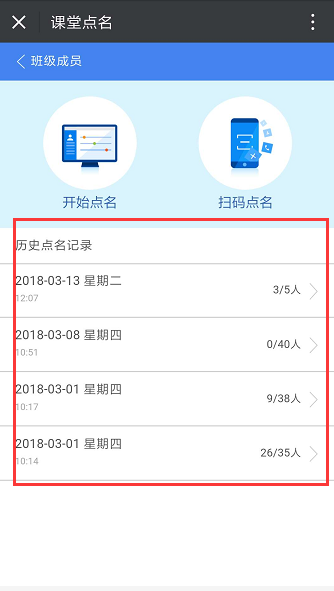 课堂点名
班级成员
开始点名
扫码点名
历史点名记录
2018-03-13 星期二
12:07
3/5人
2018-03-08 星期四
10:51
0/40人
2018-03-01 星期四
10:17
9/38人
2018-03-01 星期四
10:14
26/35人